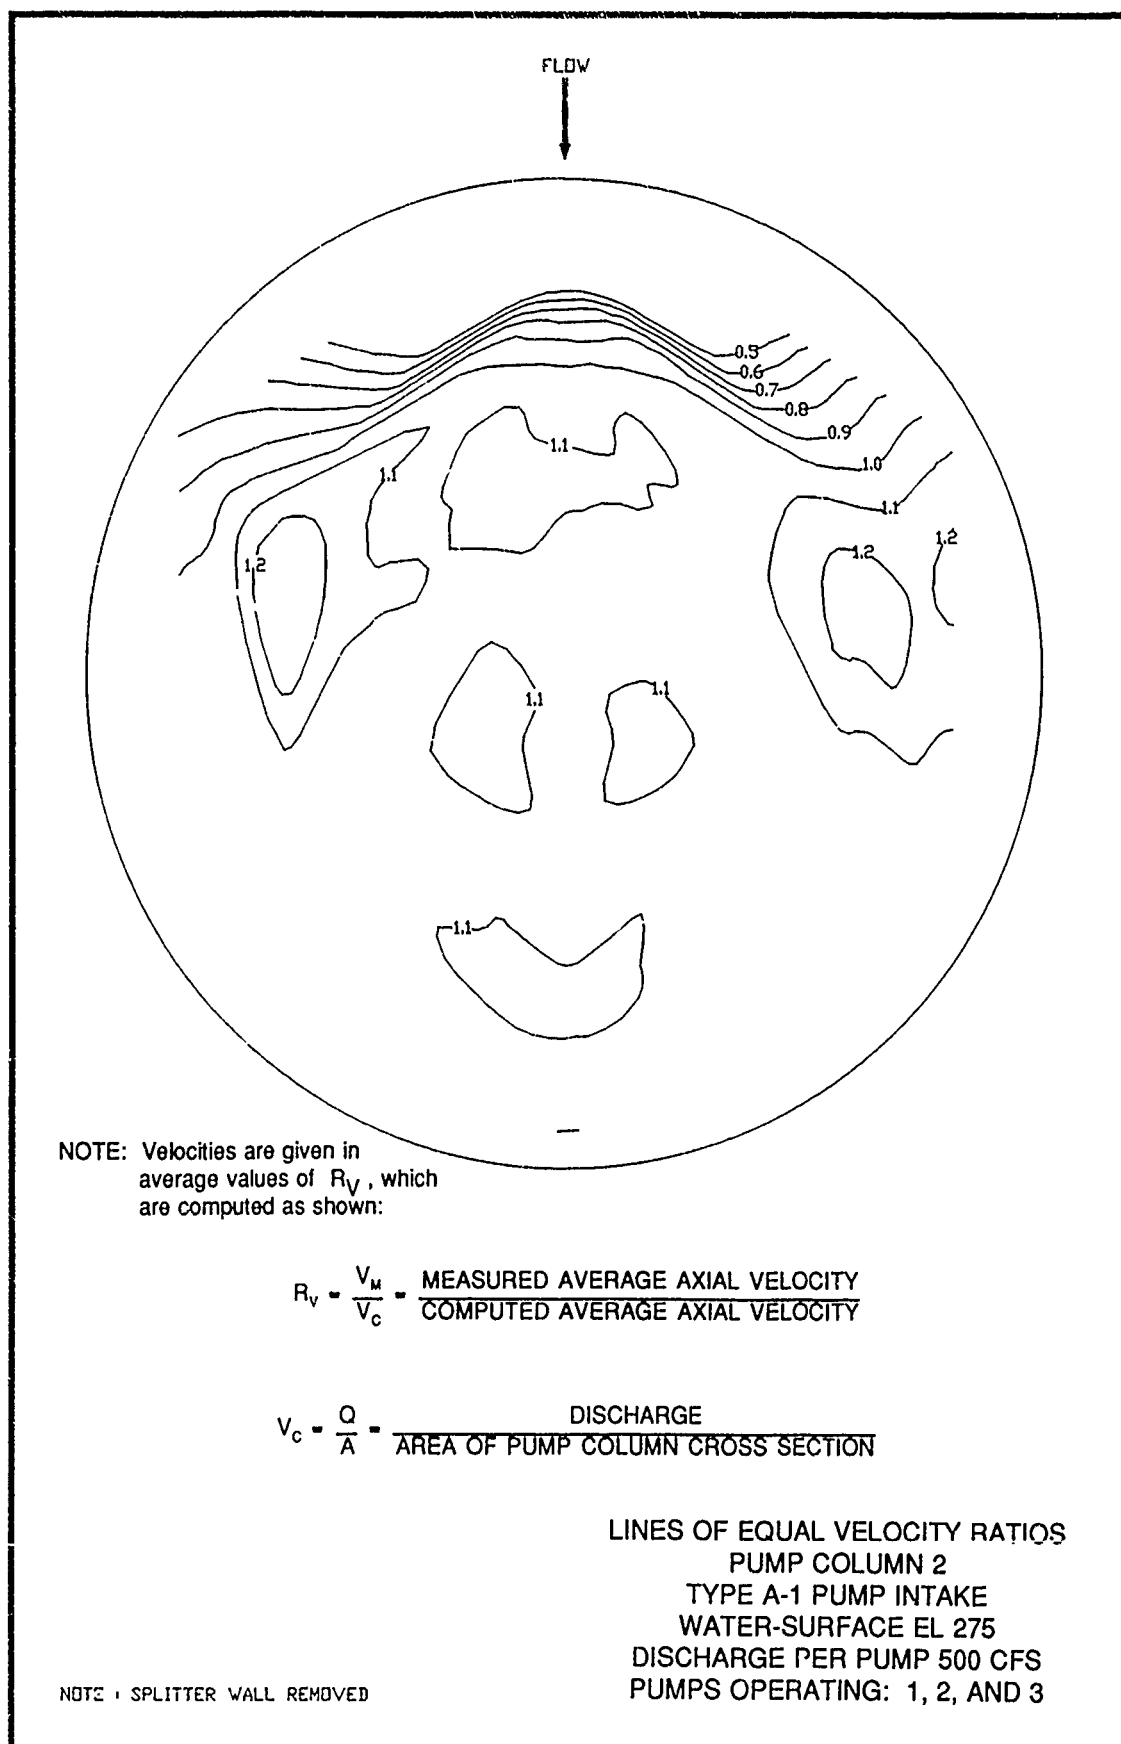 FLOW
0.5
0.6
0.7
0.8
0.9
1.0
1.1
1.1
1.1
1.2
1.2
1.2
1.1
1.1
1.1
NOTE: Velocities are given in
average values of R_V, which
are computed as shown:
R_V = V_M / V_C = MEASURED AVERAGE AXIAL VELOCITY / COMPUTED AVERAGE AXIAL VELOCITY
V_C = Q / A = DISCHARGE / AREA OF PUMP COLUMN CROSS SECTION
LINES OF EQUAL VELOCITY RATIOS
PUMP COLUMN 2
TYPE A-1 PUMP INTAKE
WATER-SURFACE EL 275
DISCHARGE PER PUMP 500 CFS
PUMPS OPERATING: 1, 2, AND 3
NOTE : SPLITTER WALL REMOVED